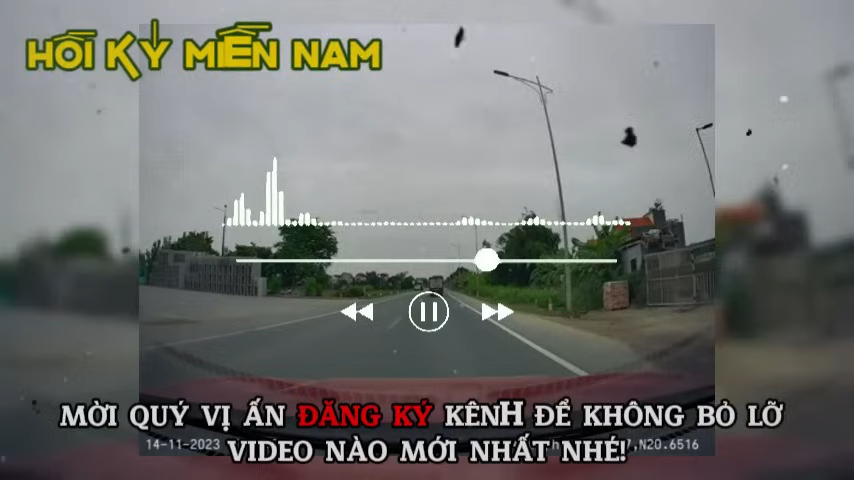 HỒI KÝ MIỀN NAM
MỜI QUÝ VỊ ẤN ĐĂNG KÝ KÊNH ĐỂ KHÔNG BỎ LỠ
14-11-2023
,N20.6516
VIDEO NÀO MỚI NHẤT NHÉ!